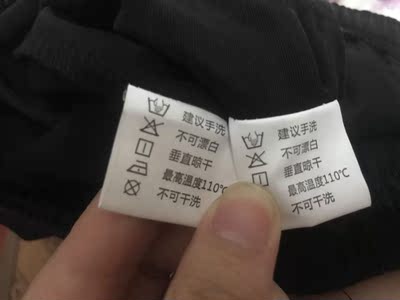 建议手洗
不可漂白
垂直晾干
最高温度110℃
不可干洗
建议手洗
不可漂白
垂直晾干
最高温度110℃
不可干洗